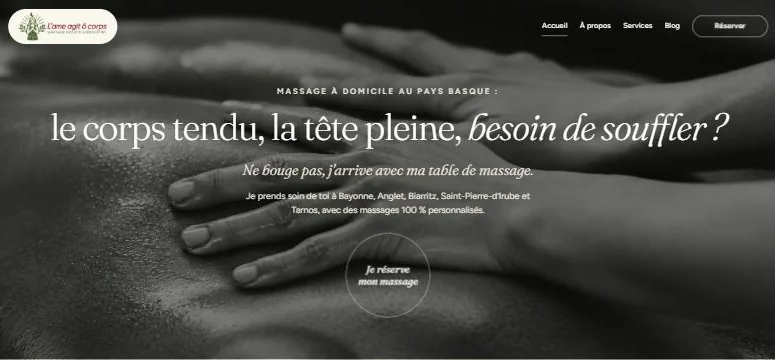 L'ame agit ô corps
Accueil À propos Services Blog Réserver
MASSAGE À DOMICILE AU PAYS BASQUE :
le corps tendu, la tête pleine, besoin de souffler ?
Ne bouge pas, j'arrive avec ma table de massage.
Je prends soin de toi à Bayonne, Anglet, Biarritz, Saint-Pierre-d'Irube et
Tarnos, avec des massages 100 % personnalisés.
Je réserve
mon massage